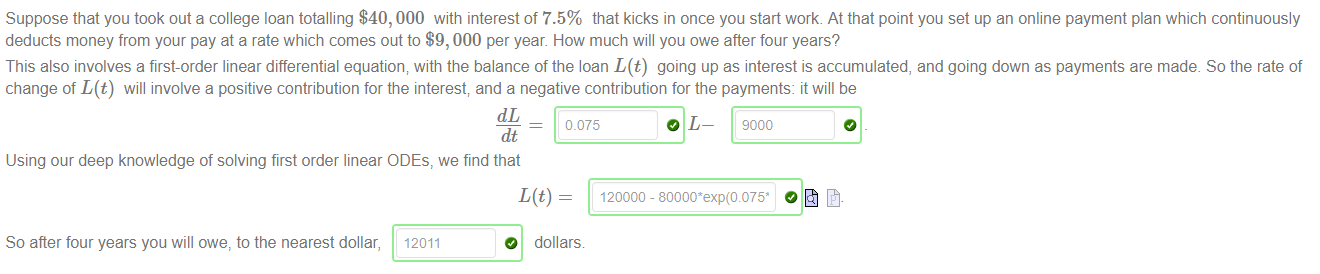 Suppose that you took out a college loan totalling $40,000 with interest of 7.5% that kicks in once you start work. At that point you set up an online payment plan which continuously
deducts money from your pay at a rate which comes out to $9,000 per year. How much will you owe after four years?
This also involves a first-order linear differential equation, with the balance of the loan L(t) going up as interest is accumulated, and going down as payments are made. So the rate of
change of L(t) will involve a positive contribution for the interest, and a negative contribution for the payments: it will be
dL/dt = 0.075 L− 9000 .
Using our deep knowledge of solving first order linear ODEs, we find that
L(t) = 120000 - 80000*exp(0.075* .
So after four years you will owe, to the nearest dollar, 12011 dollars.